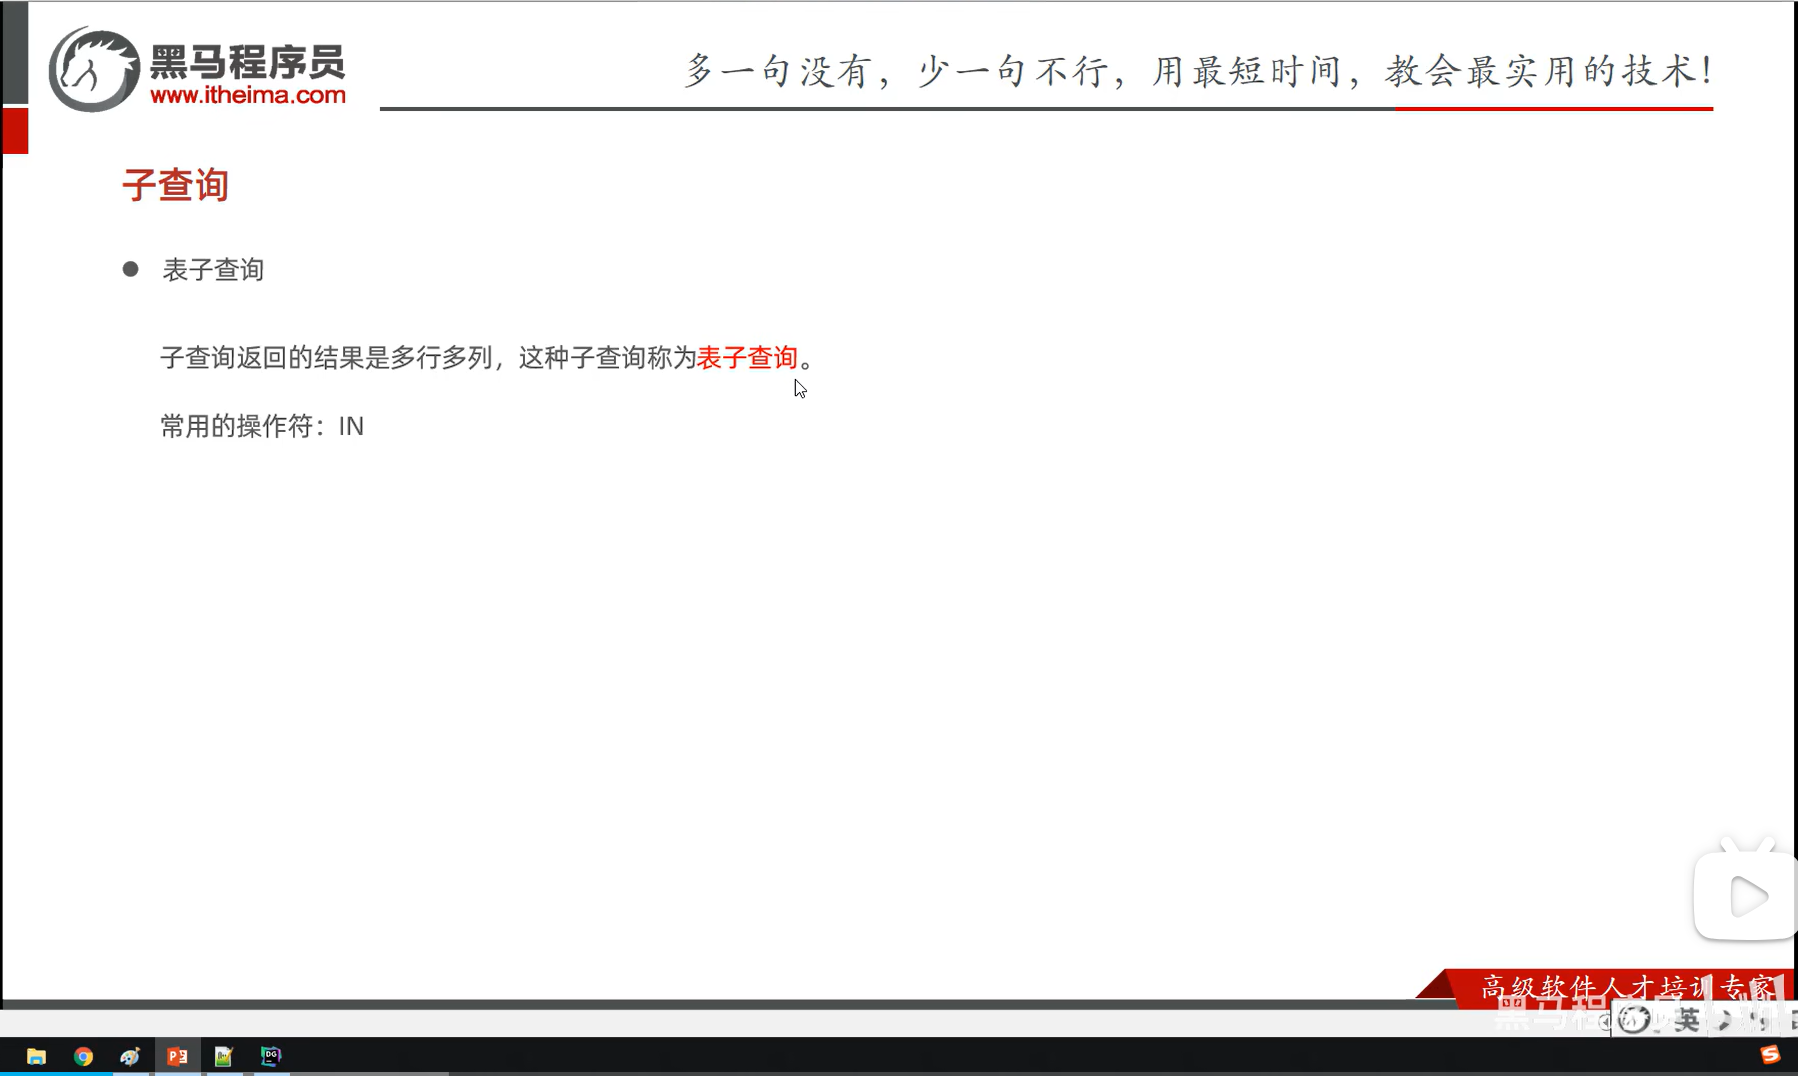 黑马程序员
www.itheima.com
多一句没有，少一句不行，用最短时间，教会最实用的技术！
子查询
● 表子查询
子查询返回的结果是多行多列，这种子查询称为表子查询。
常用的操作符：IN
高级软件人才培训专家
英